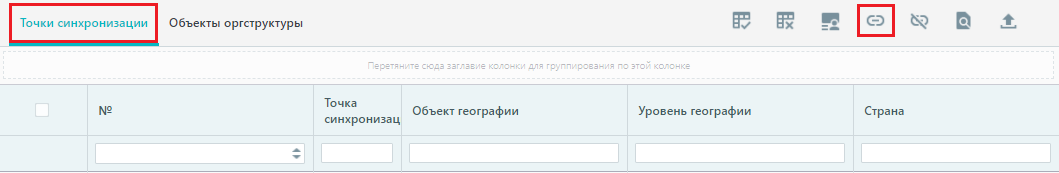 Точки синхронизации
Объекты оргструктуры
Перетяните сюда заглавие колонки для группирования по этой колонке
№
Точка
синхронизац
Объект географии
Уровень географии
Страна